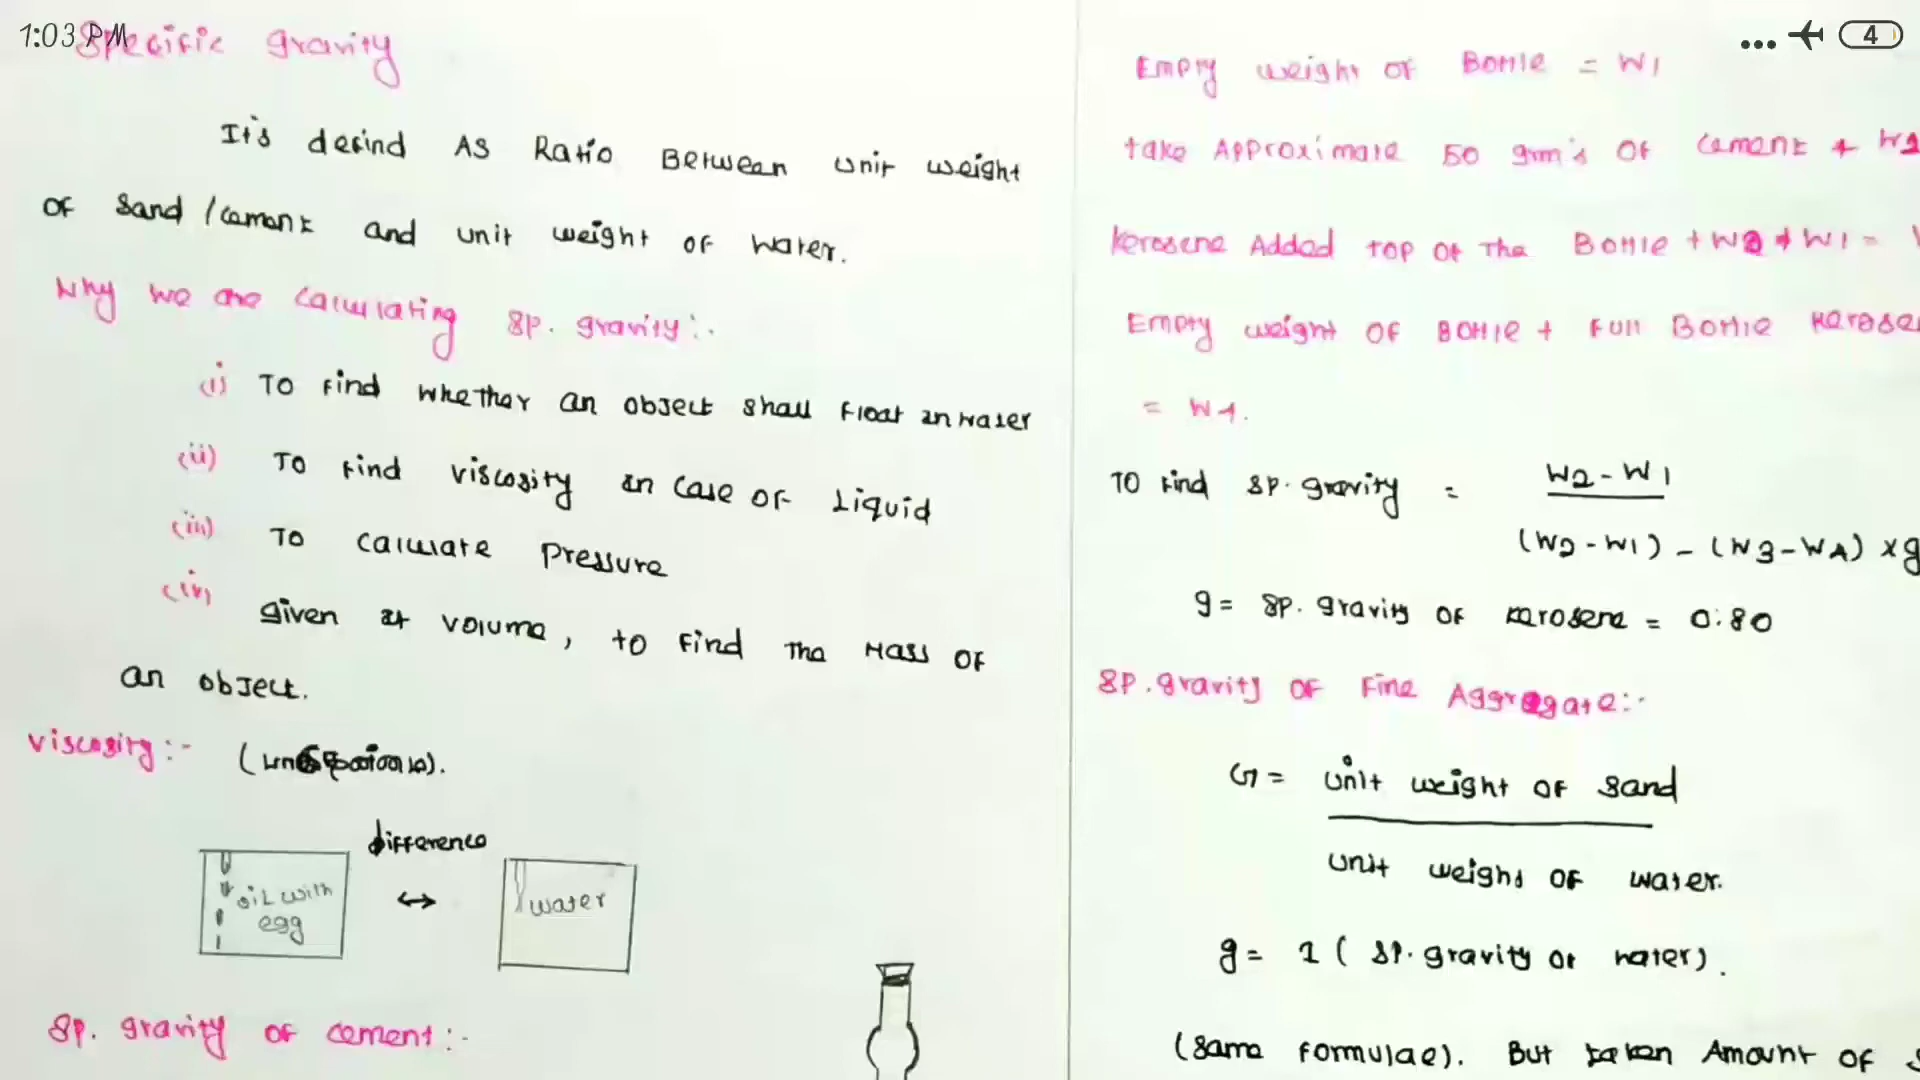 1:03 PM
4
Specific gravity
It's defind As Ratio Between unit weight
of Sand / cement and unit weight of water.
Why we are calculating sp. gravity:-
(i) To find whether an object shall float in water
(ii) To find viscosity in case of Liquid
(iii) To calculate pressure
(iv) given it volume, to find the mass of
an object.
viscosity:-
difference
oil with
egg
water
Sp. gravity of cement:-
Empty weight of Bottle = W1
take Approximate 50 grm's of cement +
kerosene Added top of the Bottle + W2 + W1 =
Empty weight of Bottle + Full Bottle
= W4.
To find sp. gravity = W2 - W1
(W2 - W1) - (W3 - W4) x g
g = sp. gravity of kerosene = 0.80
Sp. gravity of Fine Aggregate:-
G = unit weight of sand
unit weight of water.
g = 1 (sp. gravity of water).
(same formulae). But taken Amount of